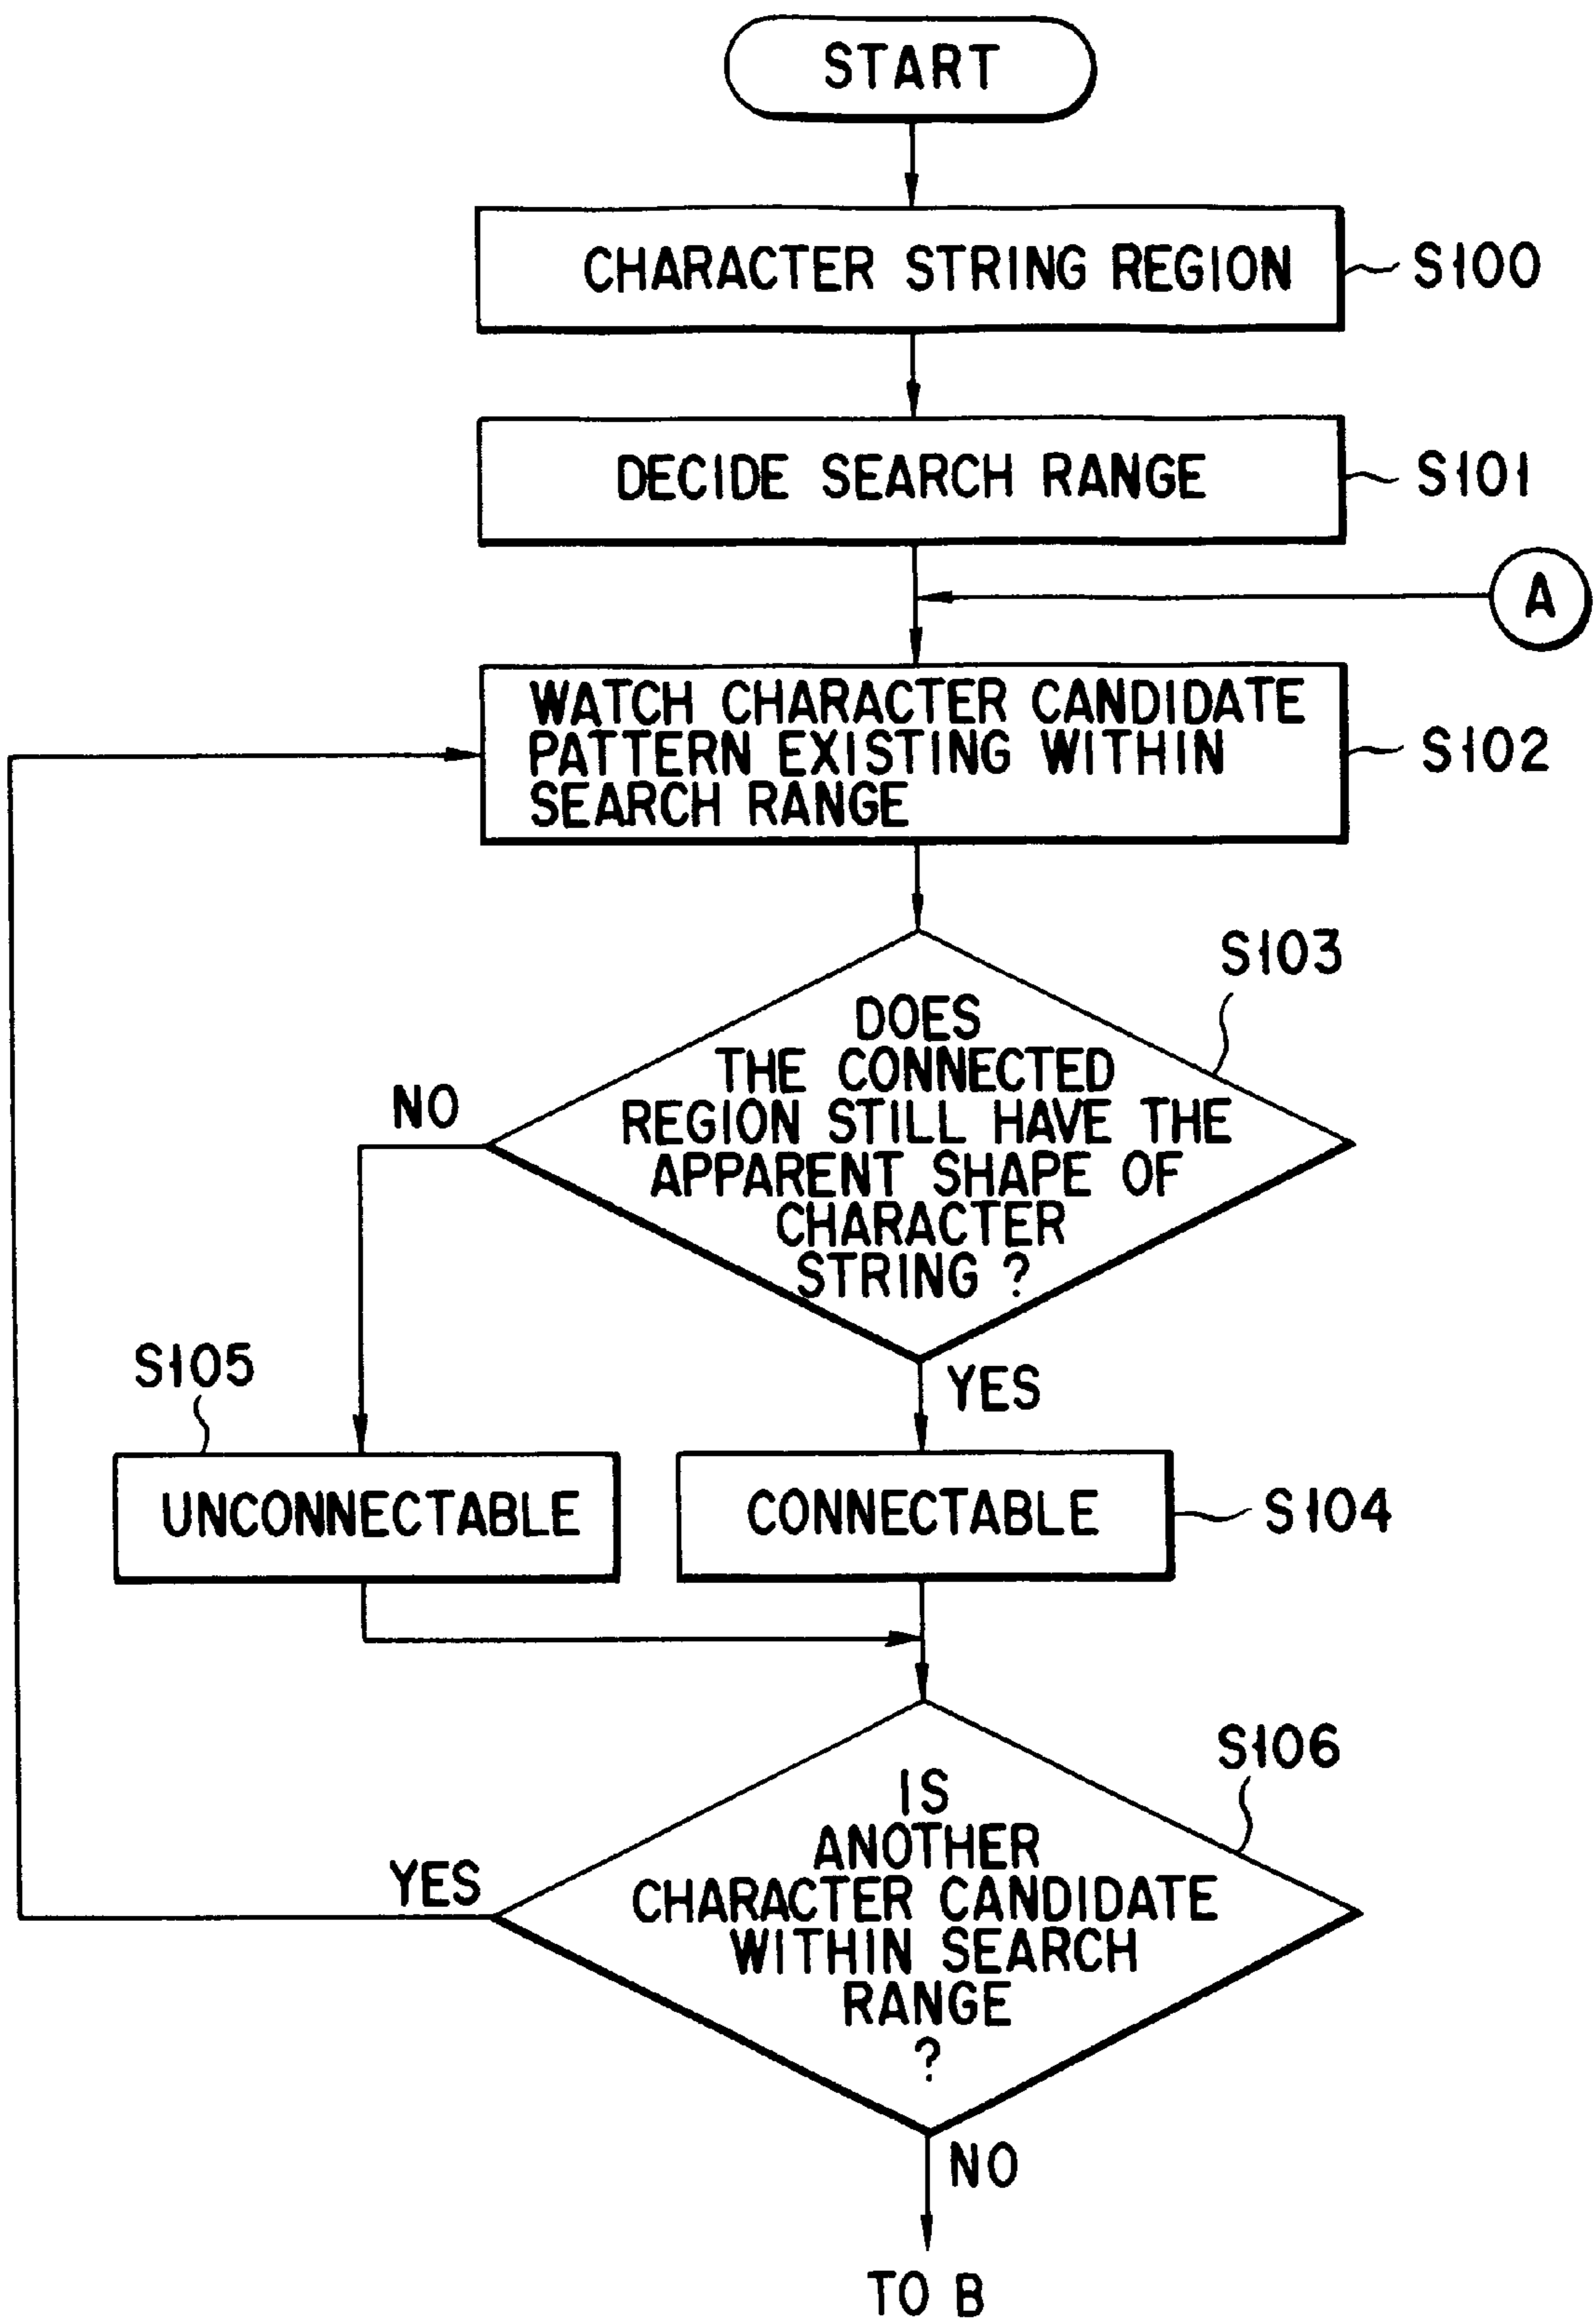 START
CHARACTER STRING REGION
S100
DECIDE SEARCH RANGE
S101
A
WATCH CHARACTER CANDIDATE
PATTERN EXISTING WITHIN
SEARCH RANGE
S102
S103
DOES
THE CONNECTED
REGION STILL HAVE THE
APPARENT SHAPE OF
CHARACTER
STRING ?
NO
YES
S105
UNCONNECTABLE
CONNECTABLE
S104
S106
IS
ANOTHER
CHARACTER CANDIDATE
WITHIN SEARCH
RANGE
?
YES
NO
TO B